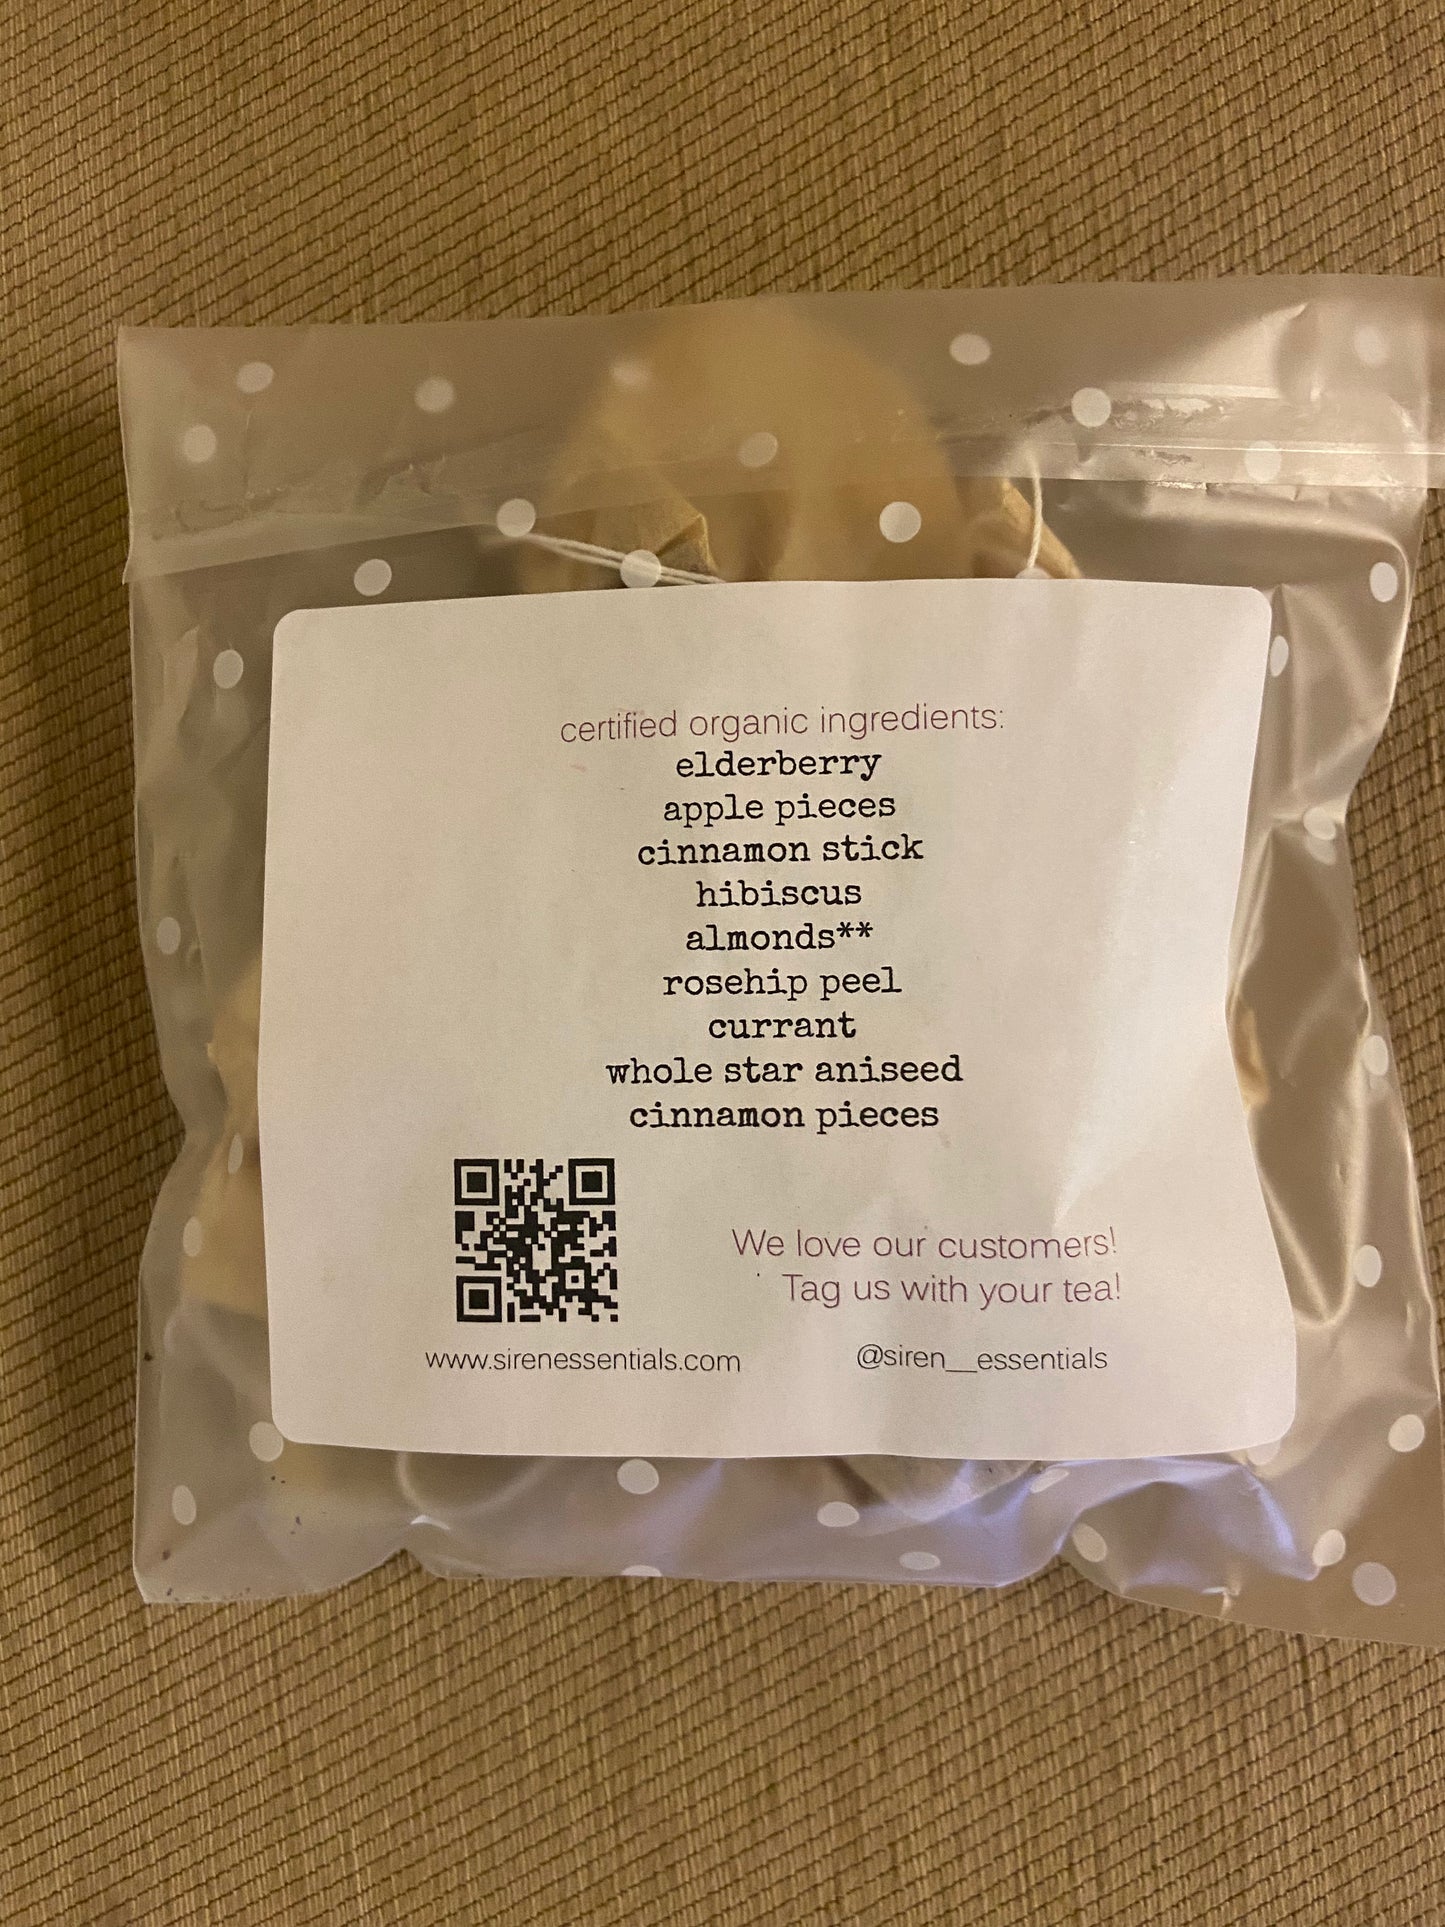 certified organic ingredients:
elderberry
apple pieces
cinnamon stick
hibiscus
almonds**
rosehip peel
currant
whole star aniseed
cinnamon pieces
We love our customers!
Tag us with your tea!
www.sirenessentials.com
@siren__essentials